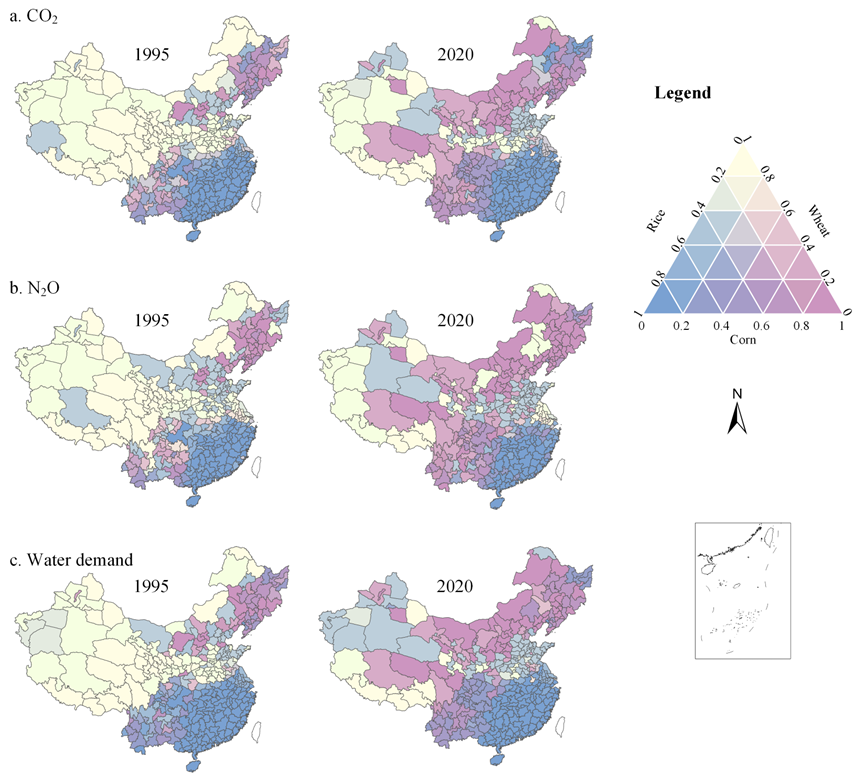 a. CO₂
1995
2020
Legend
0 1
0.2 0.8
0.4 0.6
Rice Wheat
0.6 0.4
0.8 0.2
1 0
0 0.2 0.4 0.6 0.8 1
Corn
b. N₂O
1995
2020
N
c. Water demand
1995
2020